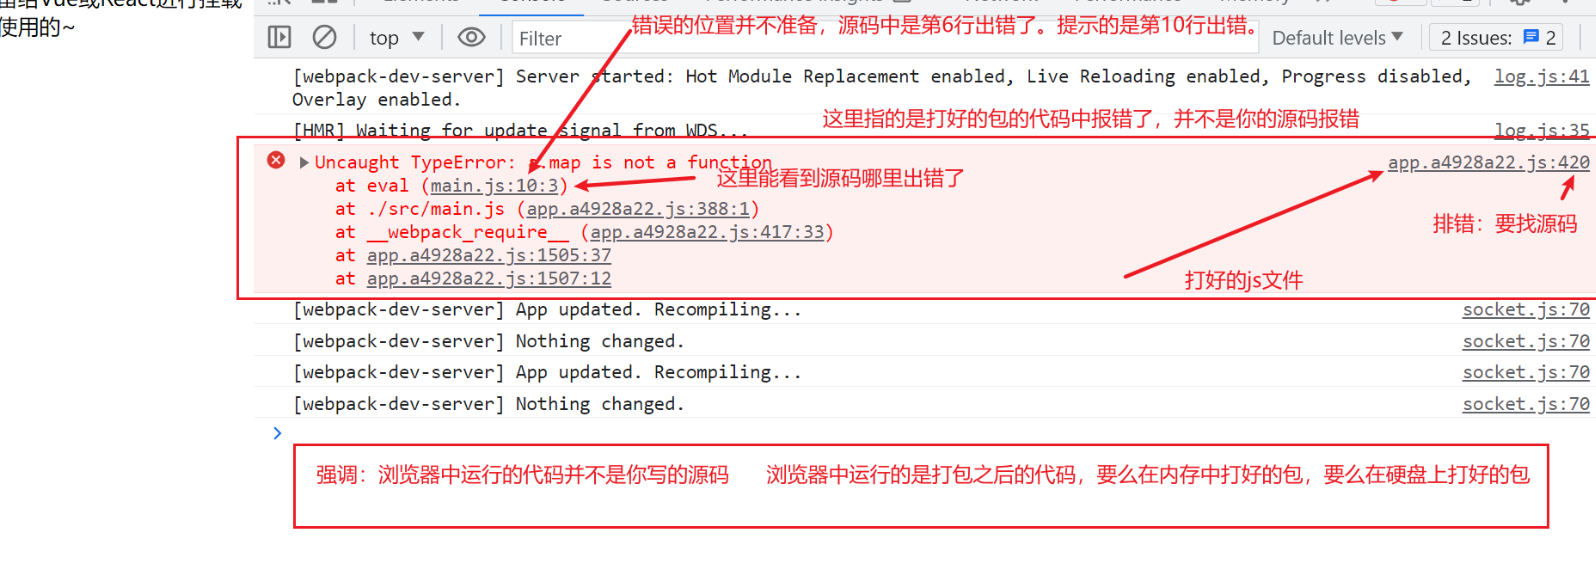 留给Vue或React进行挂载
使用的~
Elements Console Sources Performance insights Network Performance Memory
top
Filter
Default levels
2 Issues:
2
错误的位置并不准备，源码中是第6行出错了。提示的是第10行出错。
[webpack-dev-server] Server started: Hot Module Replacement enabled, Live Reloading enabled, Progress disabled, log.js:41
Overlay enabled.
这里指的是打好的包的代码中报错了，并不是你的源码报错
[HMR] Waiting for update signal from WDS... log.js:35
Uncaught TypeError: a.map is not a function app.a4928a22.js:420
at eval (main.js:10:3)
这里能看到源码哪里出错了
at ./src/main.js (app.a4928a22.js:388:1)
排错：要找源码
at __webpack_require__ (app.a4928a22.js:417:33)
at app.a4928a22.js:1505:37
at app.a4928a22.js:1507:12
打好的js文件
[webpack-dev-server] App updated. Recompiling... socket.js:70
[webpack-dev-server] Nothing changed. socket.js:70
[webpack-dev-server] App updated. Recompiling... socket.js:70
[webpack-dev-server] Nothing changed. socket.js:70
强调：浏览器中运行的代码并不是你写的源码 浏览器中运行的是打包之后的代码，要么在内存中打好的包，要么在硬盘上打好的包